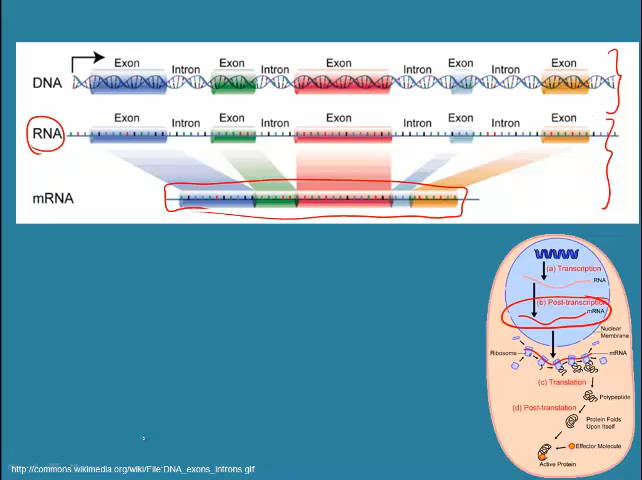 Exon Exon Exon Exon Exon
Intron Intron Intron Intron
DNA
Exon Exon Exon Exon Exon
RNA
Intron Intron Intron Intron
mRNA
(a) Transcription
RNA
(b) Post-transcription
mRNA
Nuclear
Membrane
Ribosome
mRNA
(c) Translation
Polypeptide
(d) Post-translation
Protein Folds
Upon Itself
Effector Molecule
Active Protein
http://commons.wikimedia.org/wiki/File:DNA_exons_introns.gif